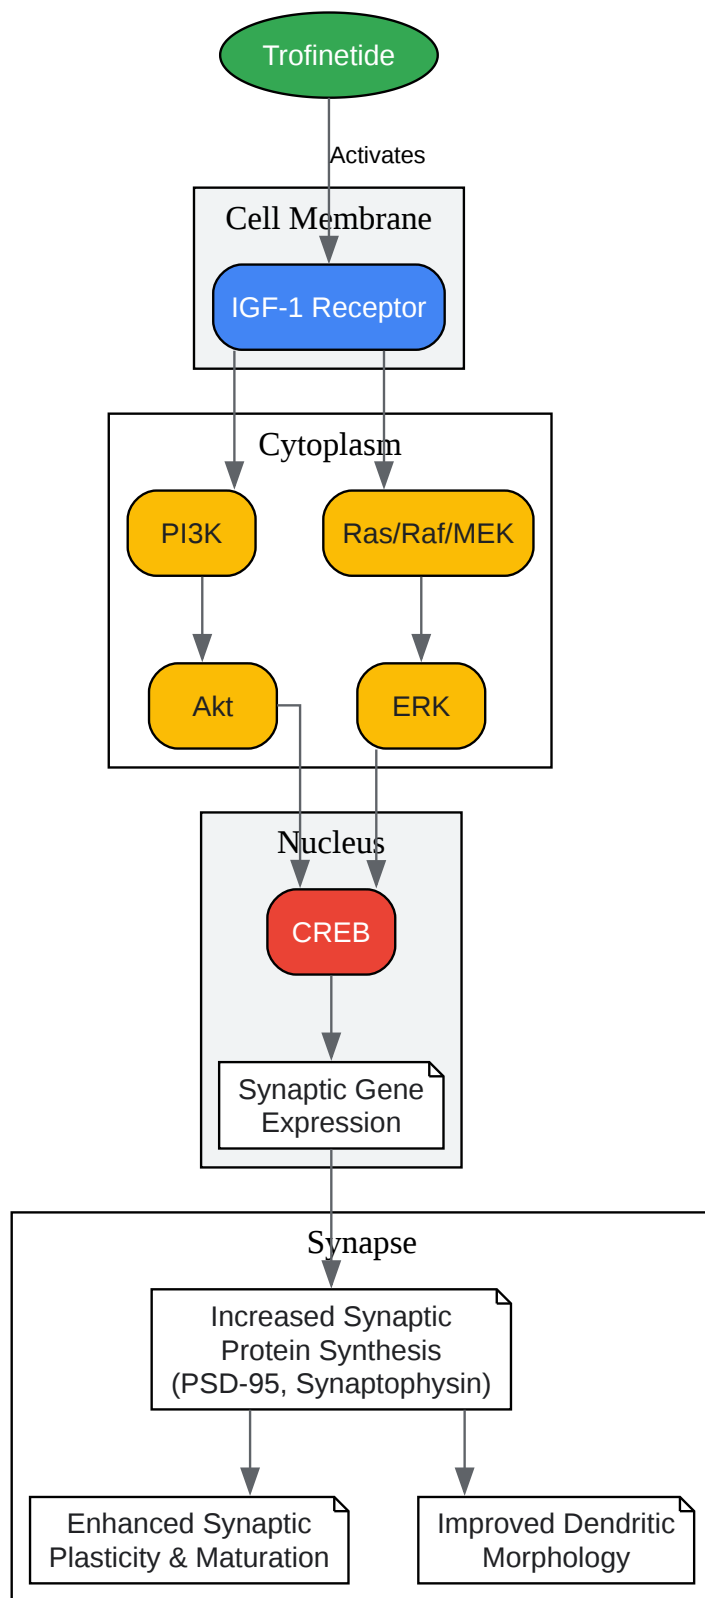 Trofinetide
Activates
Cell Membrane
IGF-1 Receptor
Cytoplasm
PI3K
Ras/Raf/MEK
Akt
ERK
Nucleus
CREB
Synaptic Gene
Expression
Synapse
Increased Synaptic
Protein Synthesis
(PSD-95, Synaptophysin)
Enhanced Synaptic
Plasticity & Maturation
Improved Dendritic
Morphology